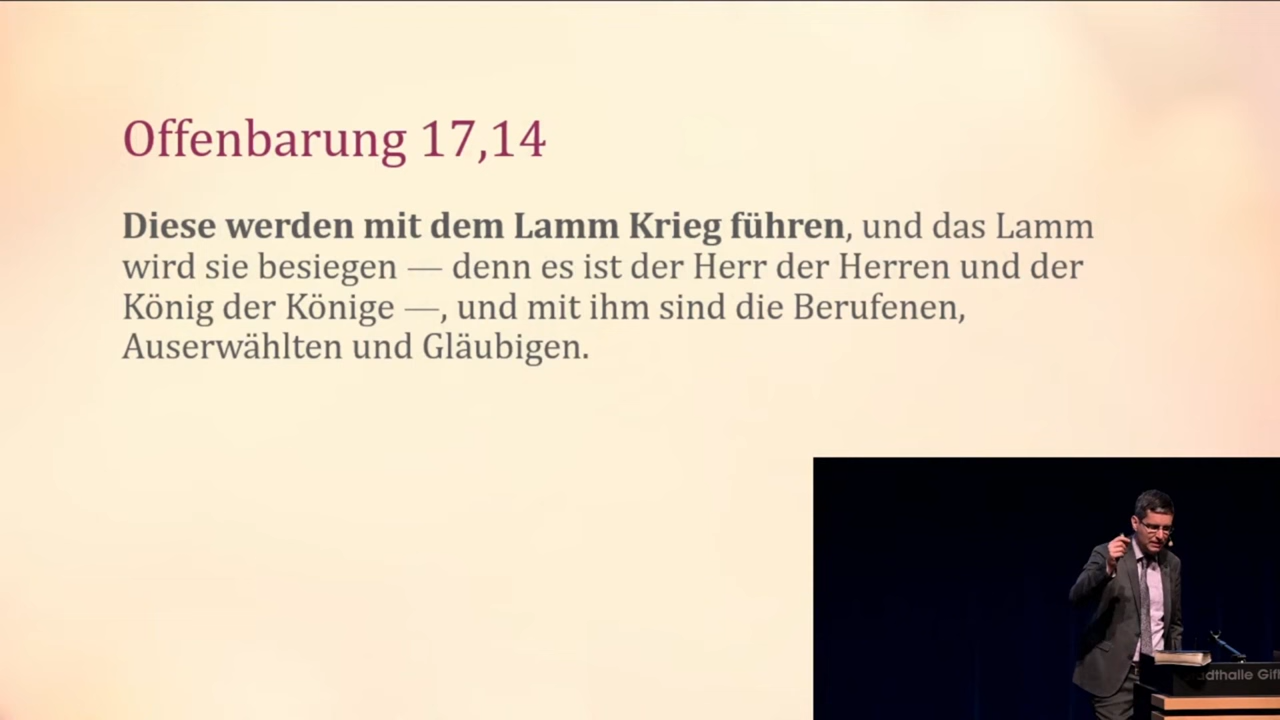 Offenbarung 17,14
Diese werden mit dem Lamm Krieg führen, und das Lamm
wird sie besiegen — denn es ist der Herr der Herren und der
König der Könige —, und mit ihm sind die Berufenen,
Auserwählten und Gläubigen.